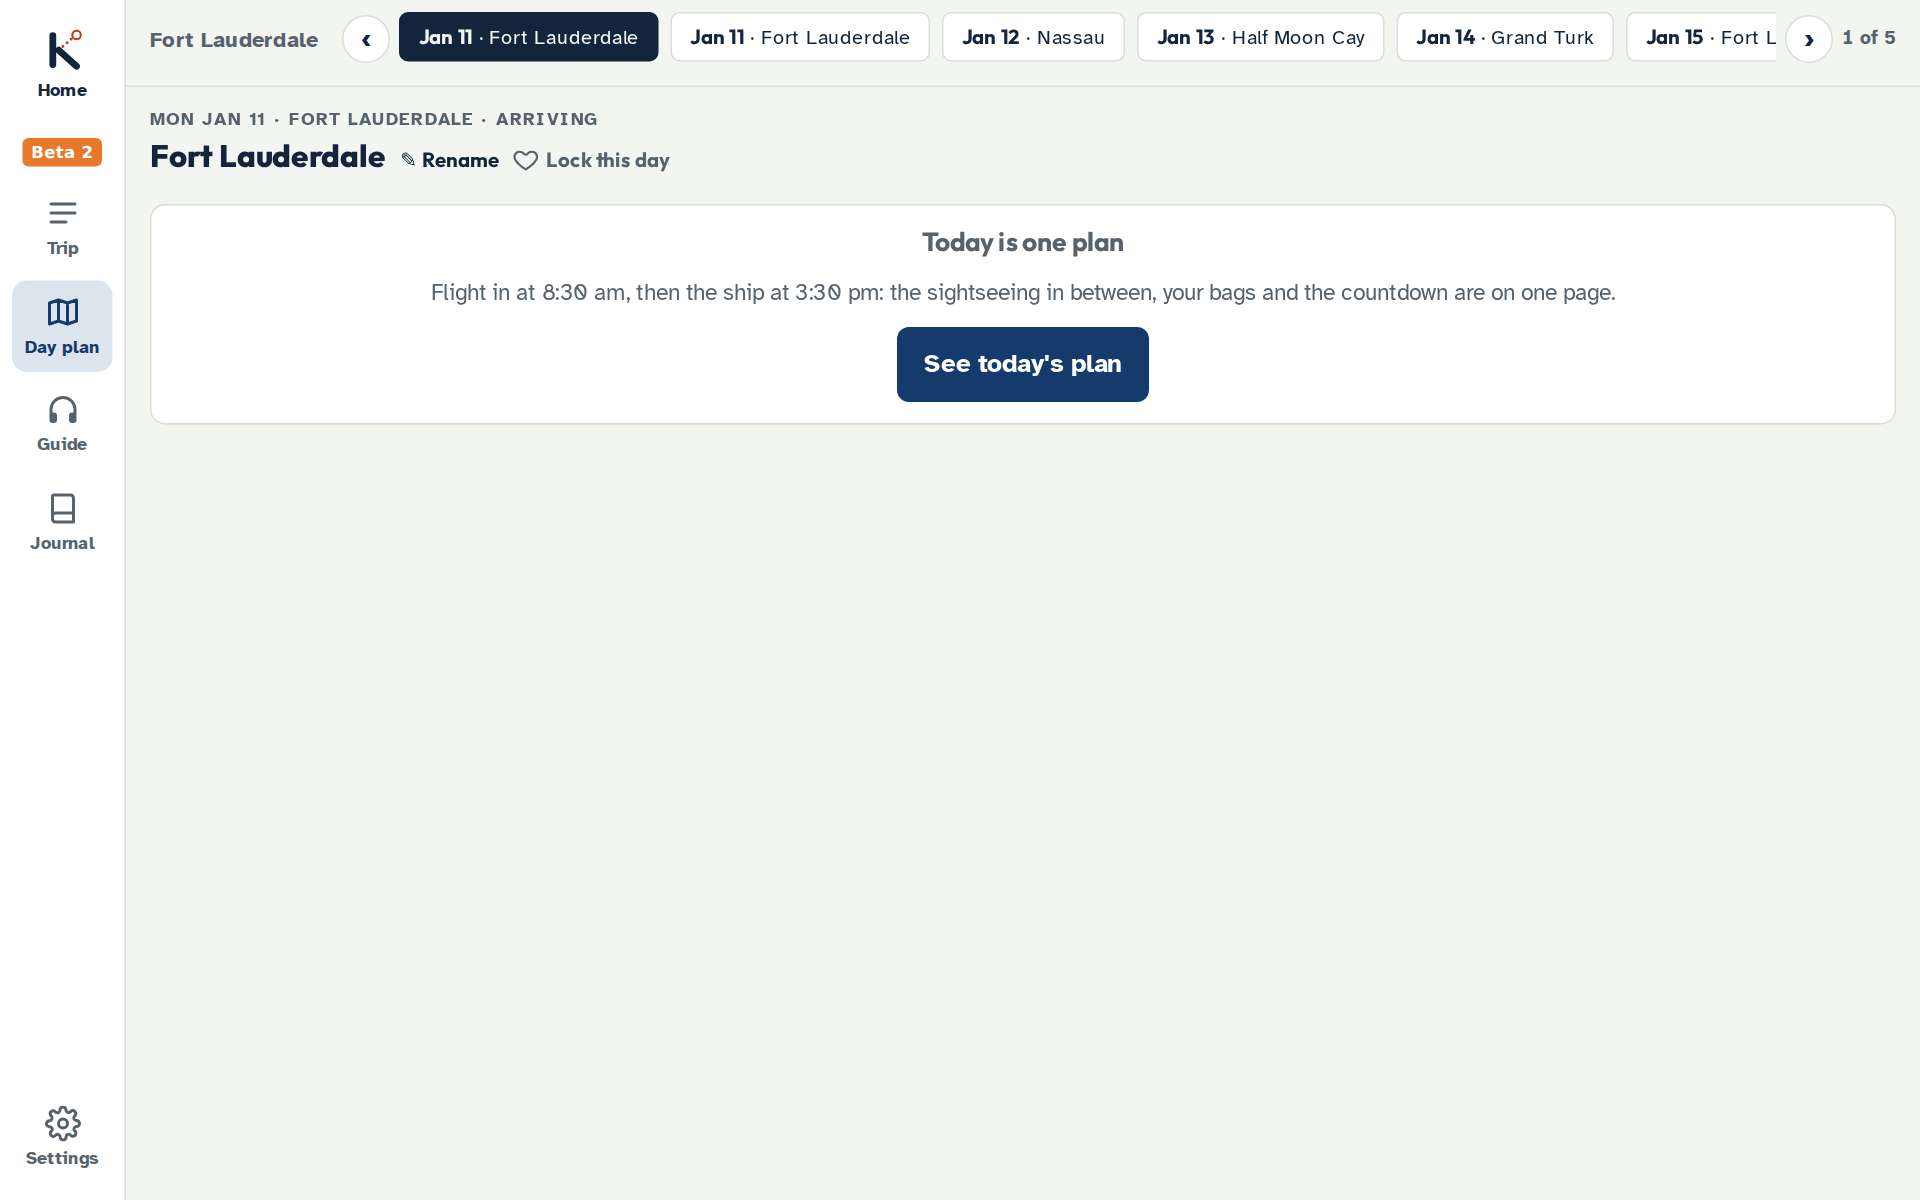 Home
Beta 2
Trip
Day plan
Guide
Journal
Settings
Fort Lauderdale
‹
Jan 11 · Fort Lauderdale
Jan 11 · Fort Lauderdale
Jan 12 · Nassau
Jan 13 · Half Moon Cay
Jan 14 · Grand Turk
Jan 15 · Fort L
›
1 of 5
MON JAN 11 · FORT LAUDERDALE · ARRIVING
Fort Lauderdale ✎ Rename Lock this day
Today is one plan
Flight in at 8:30 am, then the ship at 3:30 pm: the sightseeing in between, your bags and the countdown are on one page.
See today's plan